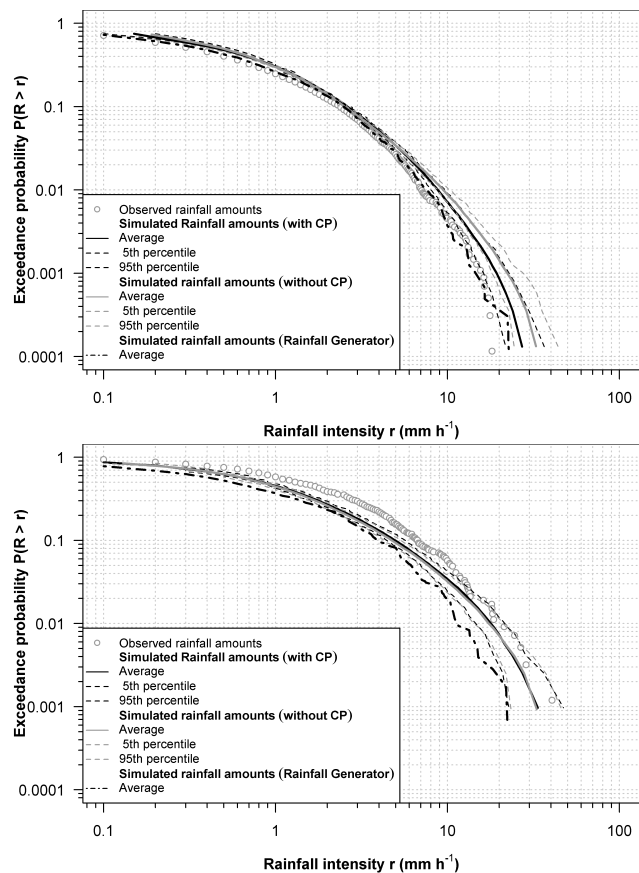 Exceedance probability P(R > r)
1
0.1
0.01
0.001
0.0001
Observed rainfall amounts
Simulated Rainfall amounts (with CP)
Average
5th percentile
95th percentile
Simulated rainfall amounts (without CP)
Average
5th percentile
95th percentile
Simulated rainfall amounts (Rainfall Generator)
Average
0.1
1
10
100
Rainfall intensity r (mm h⁻¹)
Exceedance probability P(R > r)
1
0.1
0.01
0.001
0.0001
Observed rainfall amounts
Simulated Rainfall amounts (with CP)
Average
5th percentile
95th percentile
Simulated rainfall amounts (without CP)
Average
5th percentile
95th percentile
Simulated rainfall amounts (Rainfall Generator)
Average
0.1
1
10
100
Rainfall intensity r (mm h⁻¹)